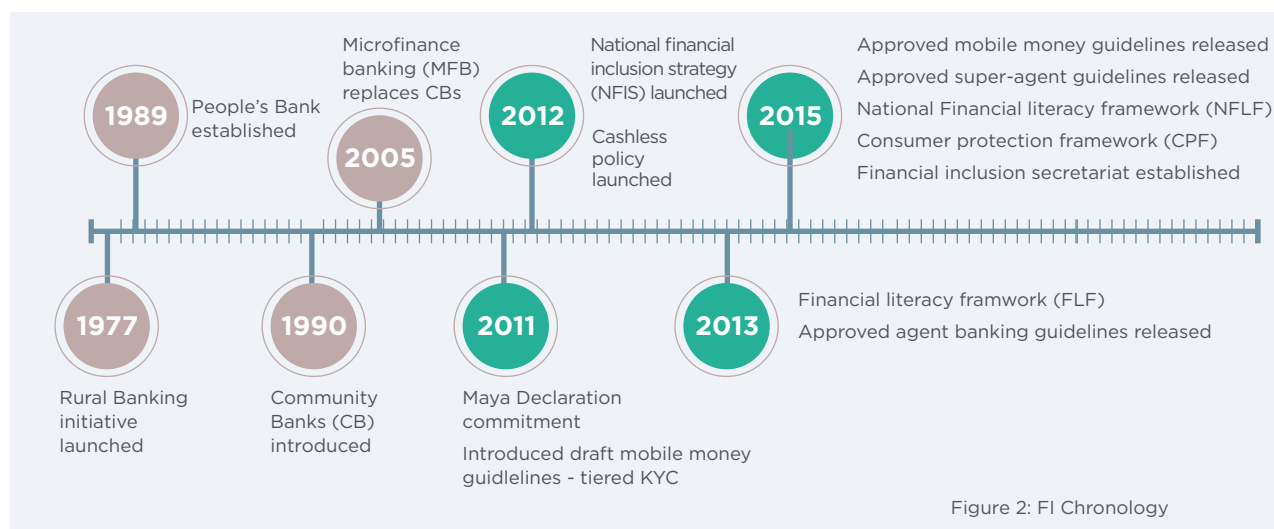 1989
People's Bank
established
Microfinance
banking (MFB)
replaces CBs
2005
2012
National financial
inclusion strategy
(NFIS) launched
Cashless
policy
launched
2015
Approved mobile money guidelines released
Approved super-agent guidelines released
National Financial literacy framework (NFLF)
Consumer protection framework (CPF)
Financial inclusion secretariat established
1977
Rural Banking
initiative
launched
1990
Community
Banks (CB)
introduced
2011
Maya Declaration
commitment
Introduced draft mobile money
guidlelines - tiered KYC
2013
Financial literacy framwork (FLF)
Approved agent banking guidelines released
Figure 2: FI Chronology